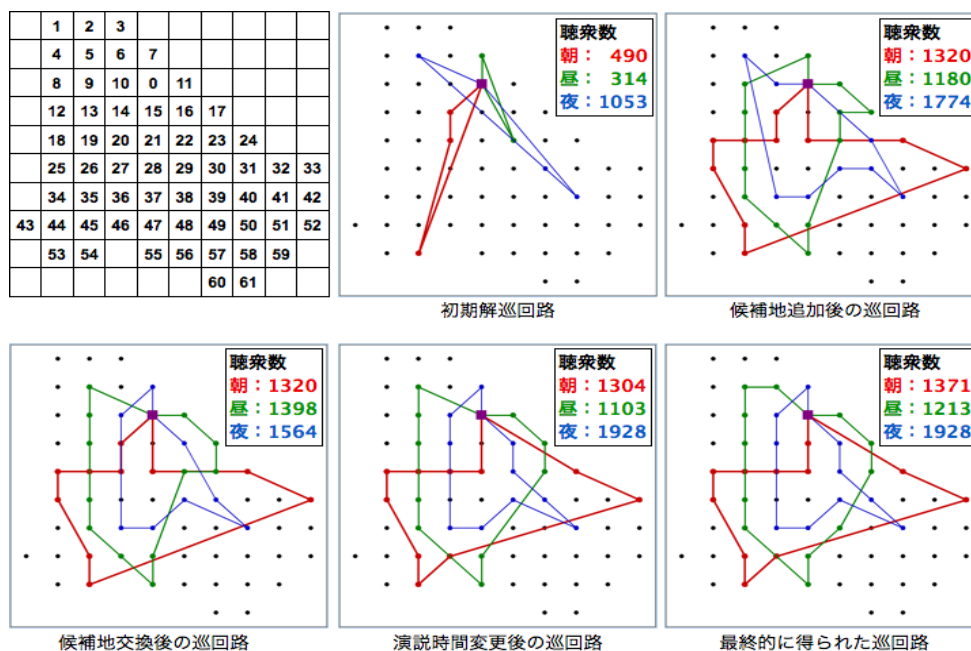 1 2 3
4 5 6 7
8 9 10 0 11
12 13 14 15 16 17
18 19 20 21 22 23 24
25 26 27 28 29 30 31 32 33
34 35 36 37 38 39 40 41 42
43 44 45 46 47 48 49 50 51 52
53 54 55 56 57 58 59
60 61
聴衆数
朝： 490
昼： 314
夜：1053
初期解巡回路
聴衆数
朝：1320
昼：1180
夜：1774
候補地追加後の巡回路
聴衆数
朝：1320
昼：1398
夜：1564
候補地交換後の巡回路
聴衆数
朝：1304
昼：1103
夜：1928
演説時間変更後の巡回路
聴衆数
朝：1371
昼：1213
夜：1928
最終的に得られた巡回路